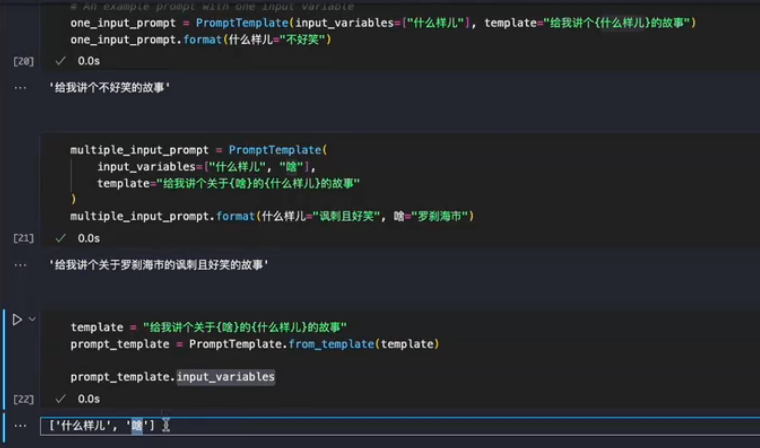 # An example prompt with one input variable
one_input_prompt = PromptTemplate(input_variables=["什么样儿"], template="给我讲个{什么样儿}的故事")
one_input_prompt.format(什么样儿="不好笑")
[20]
0.0s
'给我讲个不好笑的故事'
multiple_input_prompt = PromptTemplate(
input_variables=["什么样儿", "啥"],
template="给我讲个关于{啥}的{什么样儿}的故事"
)
multiple_input_prompt.format(什么样儿="讽刺且好笑", 啥="罗刹海市")
[21]
0.0s
'给我讲个关于罗刹海市的讽刺且好笑的故事'
template = "给我讲个关于{啥}的{什么样儿}的故事"
prompt_template = PromptTemplate.from_template(template)
prompt_template.input_variables
[22]
0.0s
['什么样儿', '啥']